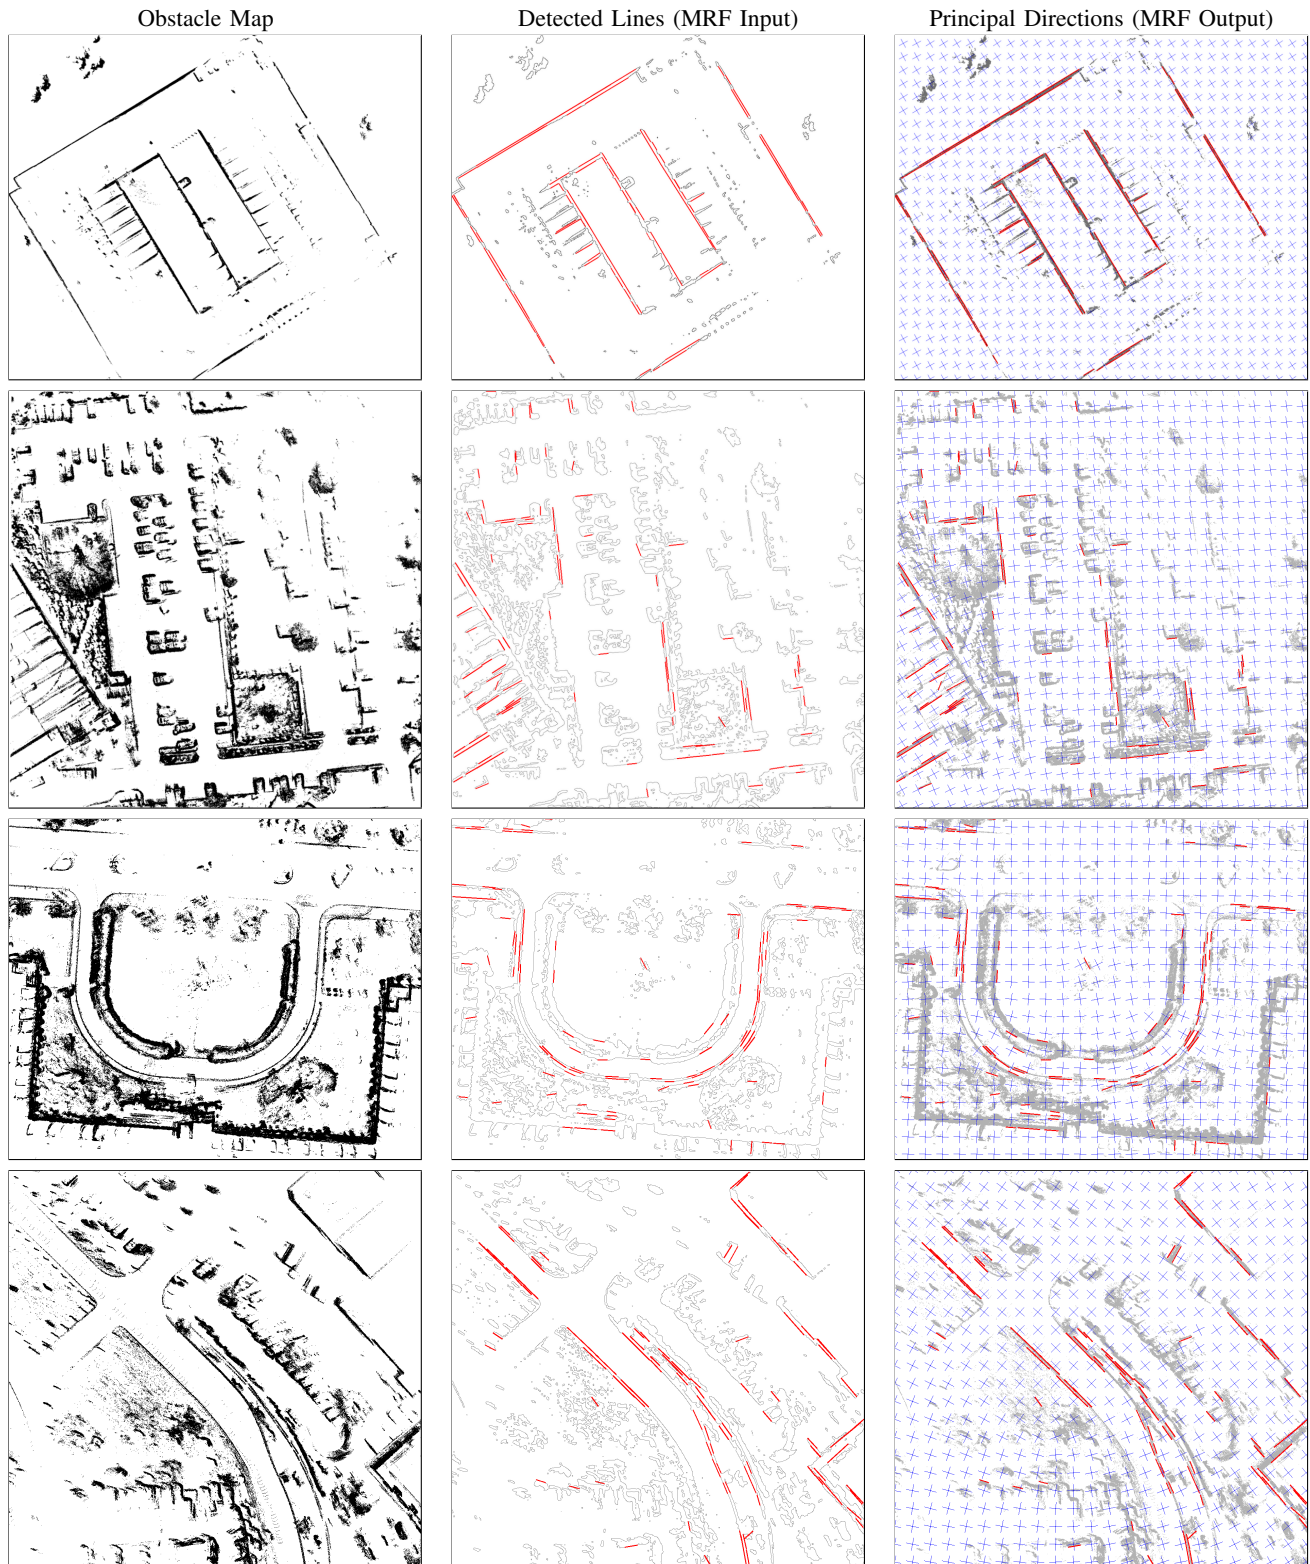 Obstacle Map
Detected Lines (MRF Input)
Principal Directions (MRF Output)